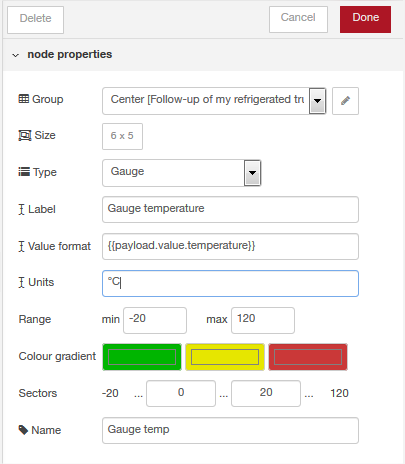 Delete Cancel Done
node properties
Group Center [Follow-up of my refrigerated tru
Size 6 x 5
Type Gauge
Label Gauge temperature
Value format {{payload.value.temperature}}
Units °C
Range min -20 max 120
Colour gradient
Sectors -20 ... 0 ... 20 ... 120
Name Gauge temp